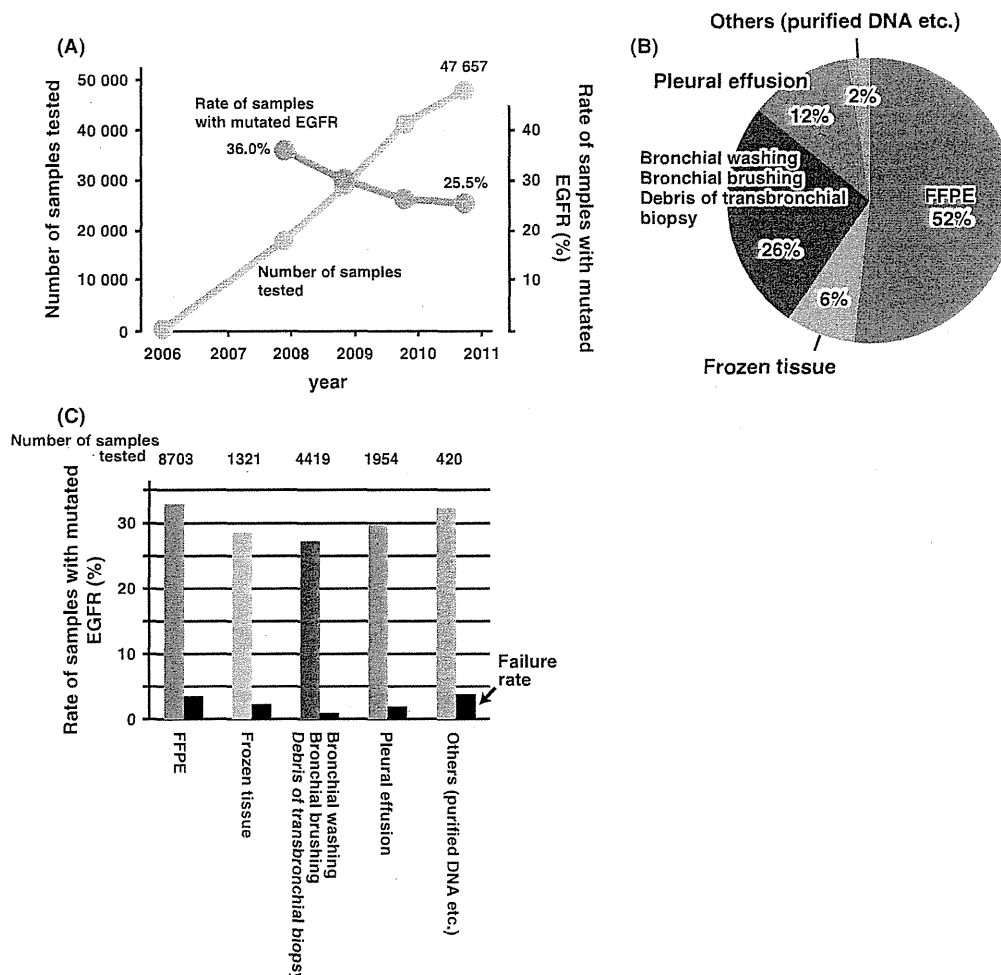 (A)
Number of samples tested
50 000
40 000
30 000
20 000
10 000
0
2006
2007
2008
2009
2010
2011
year
Rate of samples
with mutated EGFR
36.0%
47 657
25.5%
Number of samples
tested
40
30
20
10
Rate of samples with mutated
EGFR (%)
(B)
Others (purified DNA etc.)
2%
Pleural effusion
12%
Bronchial washing
Bronchial brushing
Debris of transbronchial
biopsy
26%
FFPE
52%
6%
Frozen tissue
(C)
Number of samples
tested
8703
1321
4419
1954
420
Rate of samples with mutated
EGFR (%)
30
20
10
0
Failure
rate
FFPE
Frozen tissue
Bronchial washing
Bronchial brushing
Debris of transbronchial biopsy
Pleural effusion
Others (purified DNA etc.)